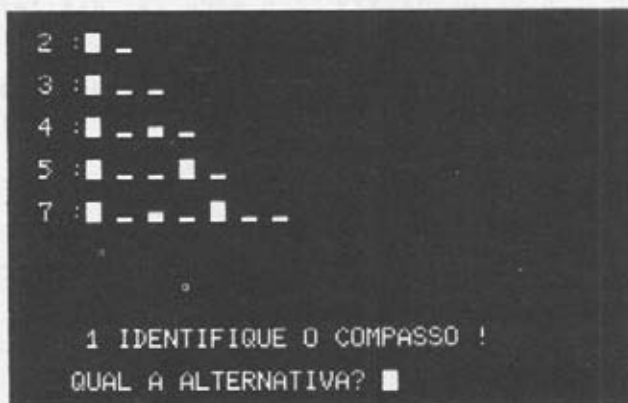 2 :█ ▂
3 :█ ▂ ▂
4 :█ ▂ ▄ ▂
5 :█ ▂ ▂ █ ▂
7 :█ ▂ ▄ ▂ █ ▂ ▂
1 IDENTIFIQUE O COMPASSO !
QUAL A ALTERNATIVA? █